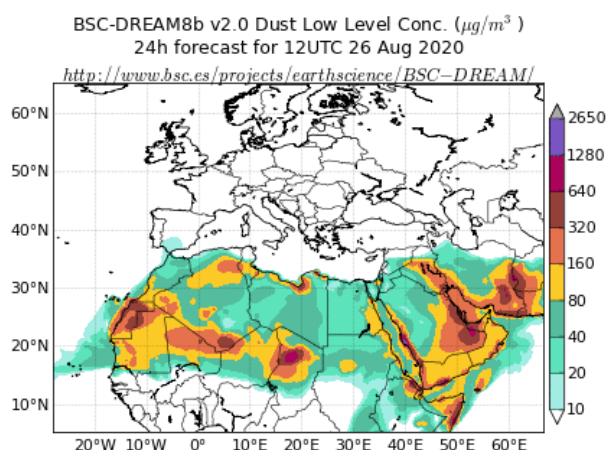 BSC-DREAM8b v2.0 Dust Low Level Conc. (μg/m³ )
24h forecast for 12UTC 26 Aug 2020
http://www.bsc.es/projects/earthscience/BSC−DREAM/
60°N
50°N
40°N
30°N
20°N
10°N
20°W
10°W
0°
10°E
20°E
30°E
40°E
50°E
60°E
2650
1280
640
320
160
80
40
20
10